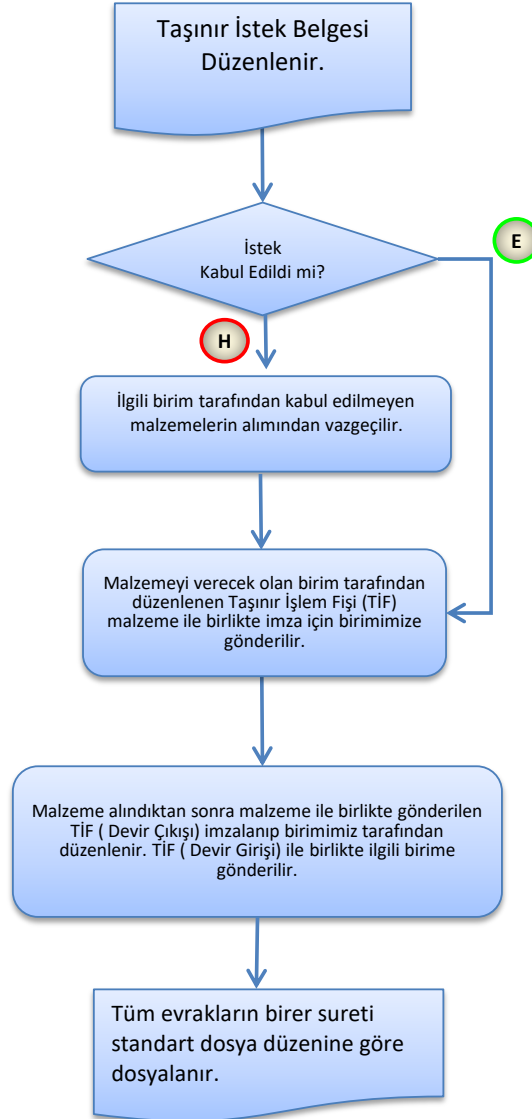 Taşınır İstek Belgesi
Düzenlenir.
İstek
Kabul Edildi mi?
E
H
İlgili birim tarafından kabul edilmeyen
malzemelerin alımından vazgeçilir.
Malzemeyi verecek olan birim tarafından
düzenlenen Taşınır İşlem Fişi (TİF)
malzeme ile birlikte imza için birimimize
gönderilir.
Malzeme alındıktan sonra malzeme ile birlikte gönderilen
TİF ( Devir Çıkışı) imzalanıp birimimiz tarafından
düzenlenir. TİF ( Devir Girişi) ile birlikte ilgili birime
gönderilir.
Tüm evrakların birer sureti
standart dosya düzenine göre
dosyalanır.